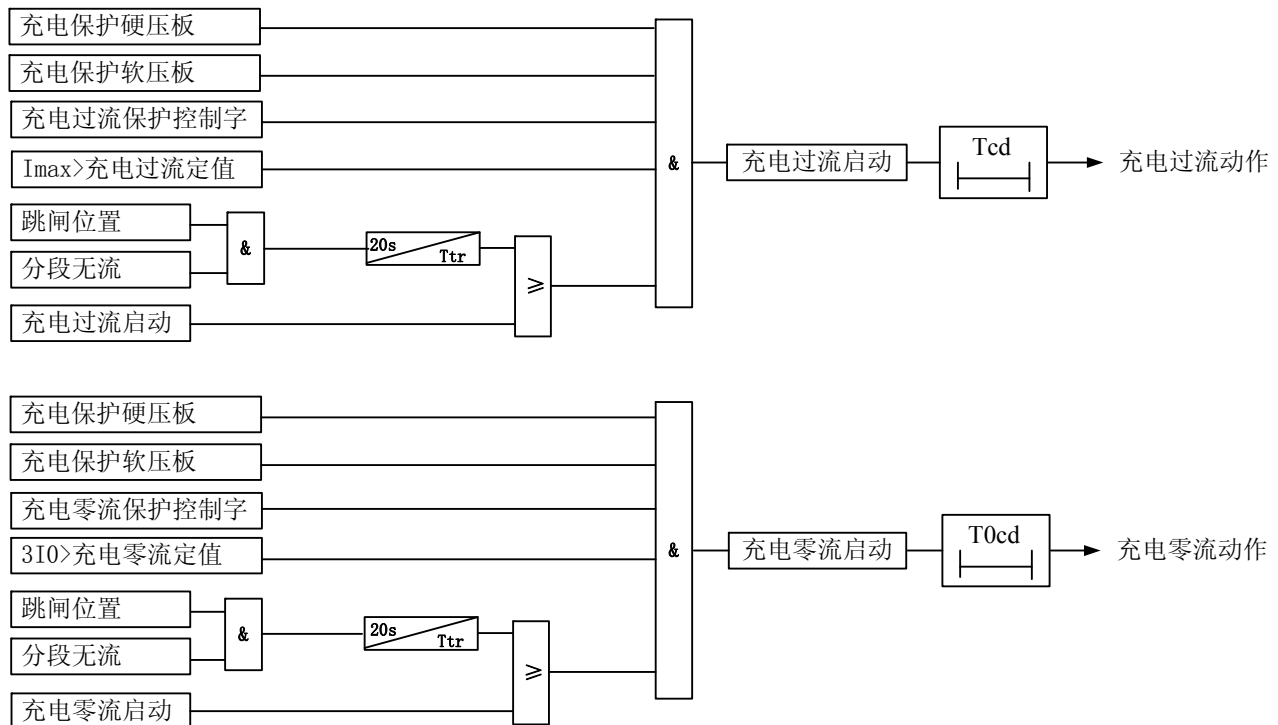 充电保护硬压板
充电保护软压板
充电过流保护控制字
Imax>充电过流定值
跳闸位置
分段无流
充电过流启动
&
20s
Ttr
≥
&
充电过流启动
Tcd
充电过流动作
充电保护硬压板
充电保护软压板
充电零流保护控制字
3I0>充电零流定值
跳闸位置
分段无流
充电零流启动
&
20s
Ttr
≥
&
充电零流启动
T0cd
充电零流动作